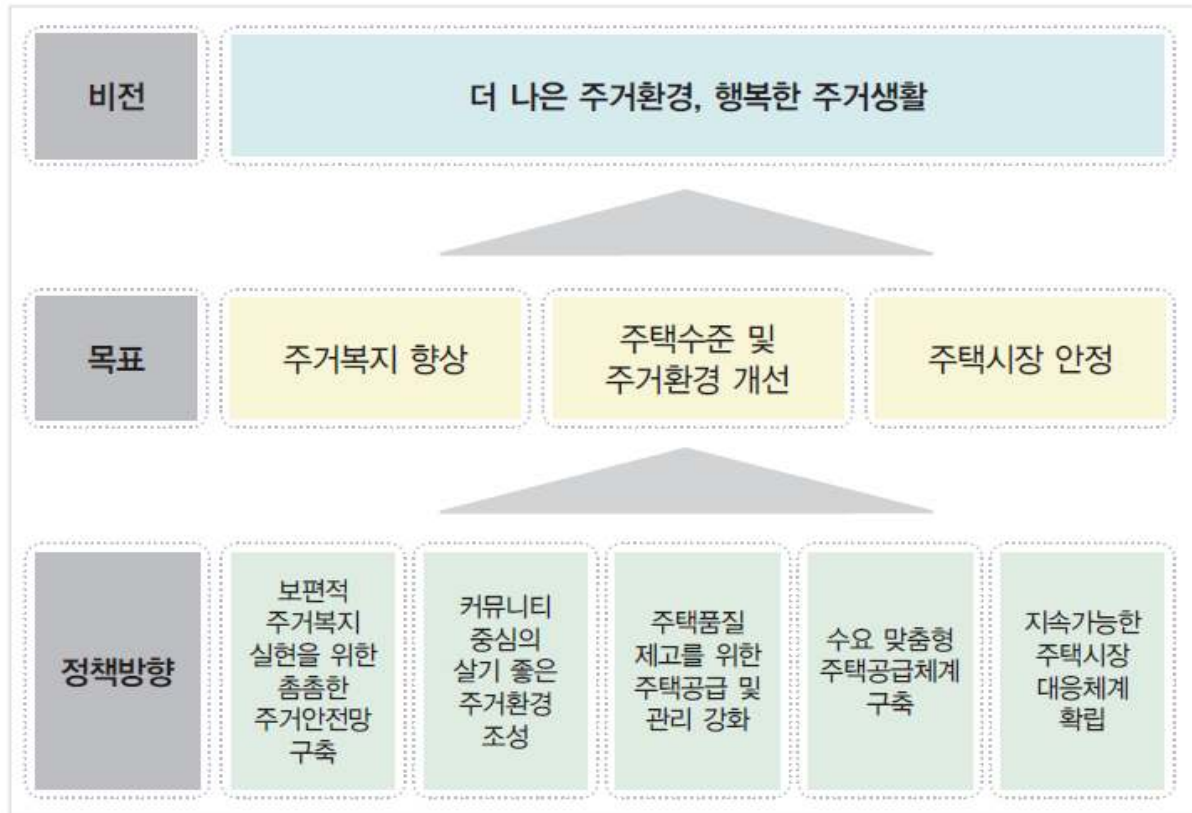 비전
더 나은 주거환경, 행복한 주거생활
목표
주거복지 향상
주택수준 및
주거환경 개선
주택시장 안정
정책방향
보편적
주거복지
실현을 위한
촘촘한
주거안전망
구축
커뮤니티
중심의
살기 좋은
주거환경
조성
주택품질
제고를 위한
주택공급 및
관리 강화
수요 맞춤형
주택공급체계
구축
지속가능한
주택시장
대응체계
확립